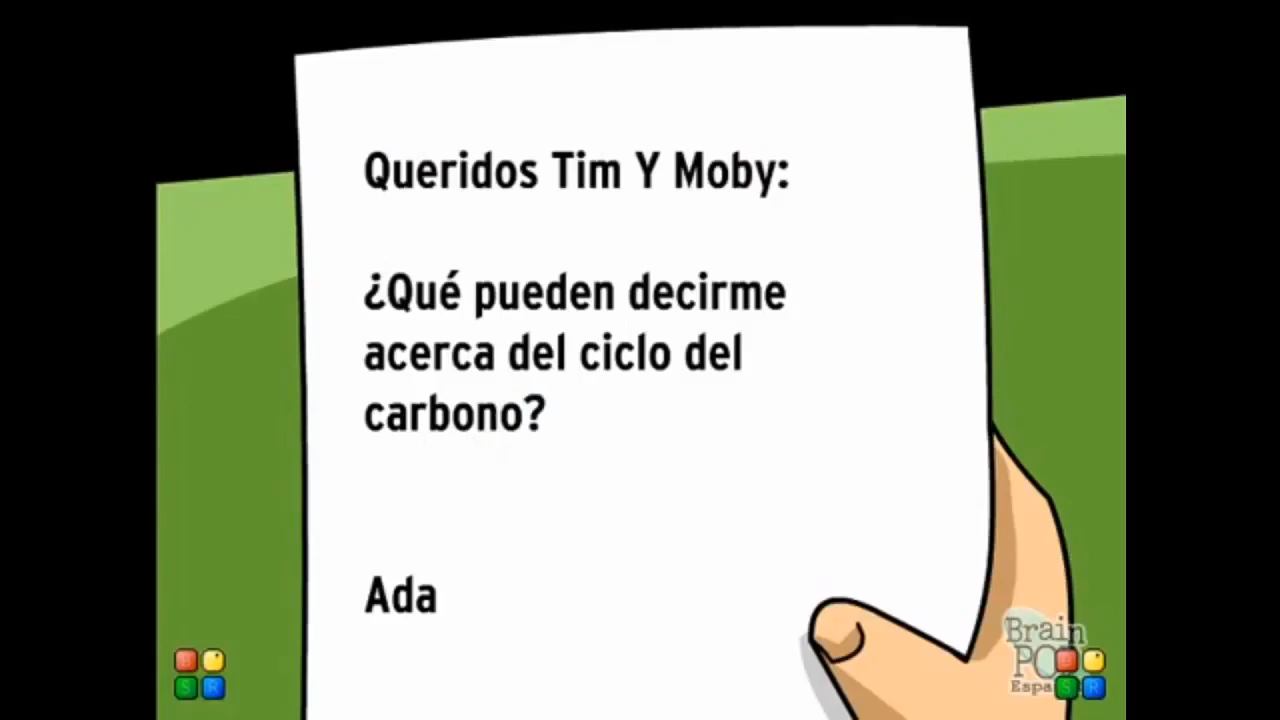 Queridos Tim Y Moby:
¿Qué pueden decirme
acerca del ciclo del
carbono?
Ada
B
S R
Brain
PO
Espa
B
S R